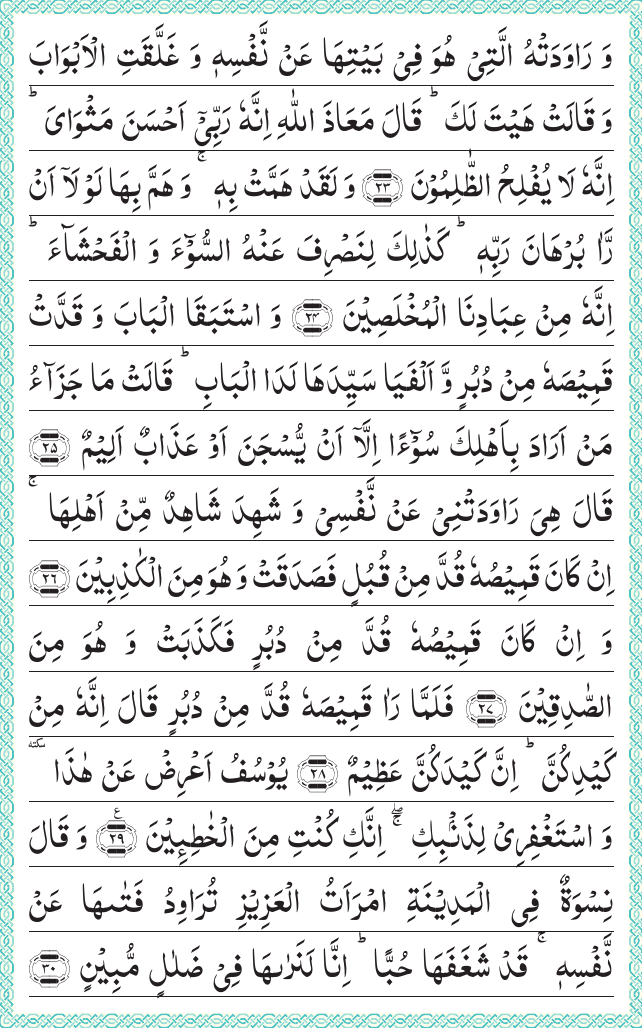 وَ رَاوَدَتْهُ الَّتِیْ هُوَ فِیْ بَیْتِهَا عَنْ نَّفْسِهٖ وَ غَلَّقَتِ الْاَبْوَابَ
وَ قَالَتْ هَیْتَ لَكَ ؕ قَالَ مَعَاذَ اللّٰهِ اِنَّهٗ رَبِّیْۤ اَحْسَنَ مَثْوَایَ ؕ
اِنَّهٗ لَا یُفْلِحُ الظّٰلِمُوْنَ ﴿۲۳﴾ وَ لَقَدْ هَمَّتْ بِهٖ ۚ وَ هَمَّ بِهَا لَوْ لَاۤ اَنْ
رَّاٰ بُرْهَانَ رَبِّهٖ ؕ كَذٰلِكَ لِنَصْرِفَ عَنْهُ السُّوْٓءَ وَ الْفَحْشَآءَ ؕ
اِنَّهٗ مِنْ عِبَادِنَا الْمُخْلَصِیْنَ ﴿۲۴﴾ وَ اسْتَبَقَا الْبَابَ وَ قَدَّتْ
قَمِیْصَهٗ مِنْ دُبُرٍ وَّ اَلْفَیَا سَیِّدَهَا لَدَا الْبَابِ ؕ قَالَتْ مَا جَزَآءُ
مَنْ اَرَادَ بِاَهْلِكَ سُوْٓءًا اِلَّاۤ اَنْ یُّسْجَنَ اَوْ عَذَابٌ اَلِیْمٌ ﴿۲۵﴾
قَالَ هِیَ رَاوَدَتْنِیْ عَنْ نَّفْسِیْ وَ شَهِدَ شَاهِدٌ مِّنْ اَهْلِهَا ۚ
اِنْ كَانَ قَمِیْصُهٗ قُدَّ مِنْ قُبُلٍ فَصَدَقَتْ وَ هُوَ مِنَ الْكٰذِبِیْنَ ﴿۲۶﴾
وَ اِنْ كَانَ قَمِیْصُهٗ قُدَّ مِنْ دُبُرٍ فَكَذَبَتْ وَ هُوَ مِنَ
الصّٰدِقِیْنَ ﴿۲۷﴾ فَلَمَّا رَاٰ قَمِیْصَهٗ قُدَّ مِنْ دُبُرٍ قَالَ اِنَّهٗ مِنْ
كَیْدِكُنَّ ؕ اِنَّ كَیْدَكُنَّ عَظِیْمٌ ﴿۲۸﴾ یُوْسُفُ اَعْرِضْ عَنْ هٰذَا سكتة
وَ اسْتَغْفِرِیْ لِذَنْۢبِكِ ۖۚ اِنَّكِ كُنْتِ مِنَ الْخٰطِـِٕیْنَ ﴿۲۹﴾ ع وَ قَالَ
نِسْوَةٌ فِی الْمَدِیْنَةِ امْرَاَتُ الْعَزِیْزِ تُرَاوِدُ فَتٰىهَا عَنْ
نَّفْسِهٖ ۚ قَدْ شَغَفَهَا حُبًّا ؕ اِنَّا لَنَرٰىهَا فِیْ ضَلٰلٍ مُّبِیْنٍ ﴿۳۰﴾